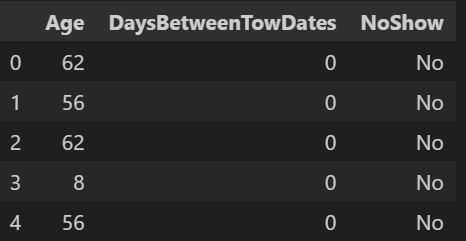 Age DaysBetweenTowDates NoShow
0 62 0 No
1 56 0 No
2 62 0 No
3 8 0 No
4 56 0 No